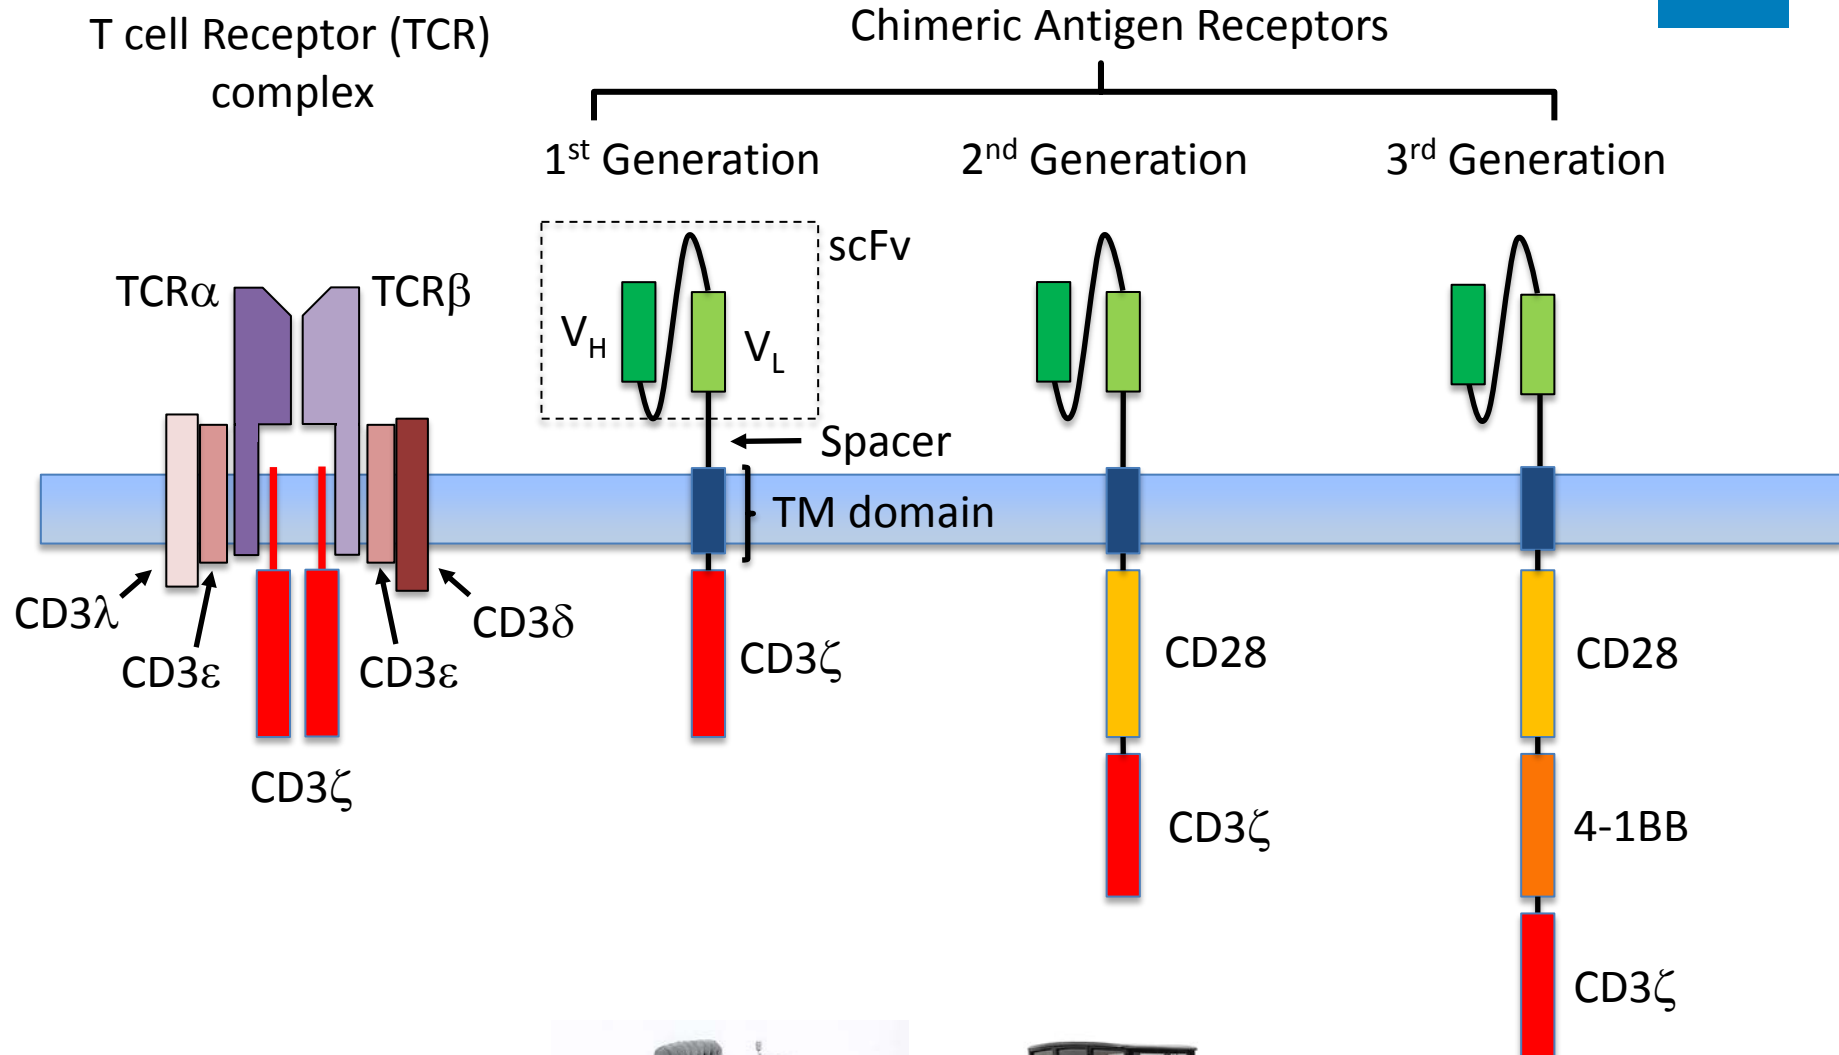 T cell Receptor (TCR)
complex
Chimeric Antigen Receptors
1st Generation
2nd Generation
3rd Generation
scFv
TCRα
TCRβ
VH
VL
Spacer
TM domain
CD3λ
CD3ε
CD3ε
CD3δ
CD3ζ
CD3ζ
CD28
CD3ζ
CD28
4-1BB
CD3ζ